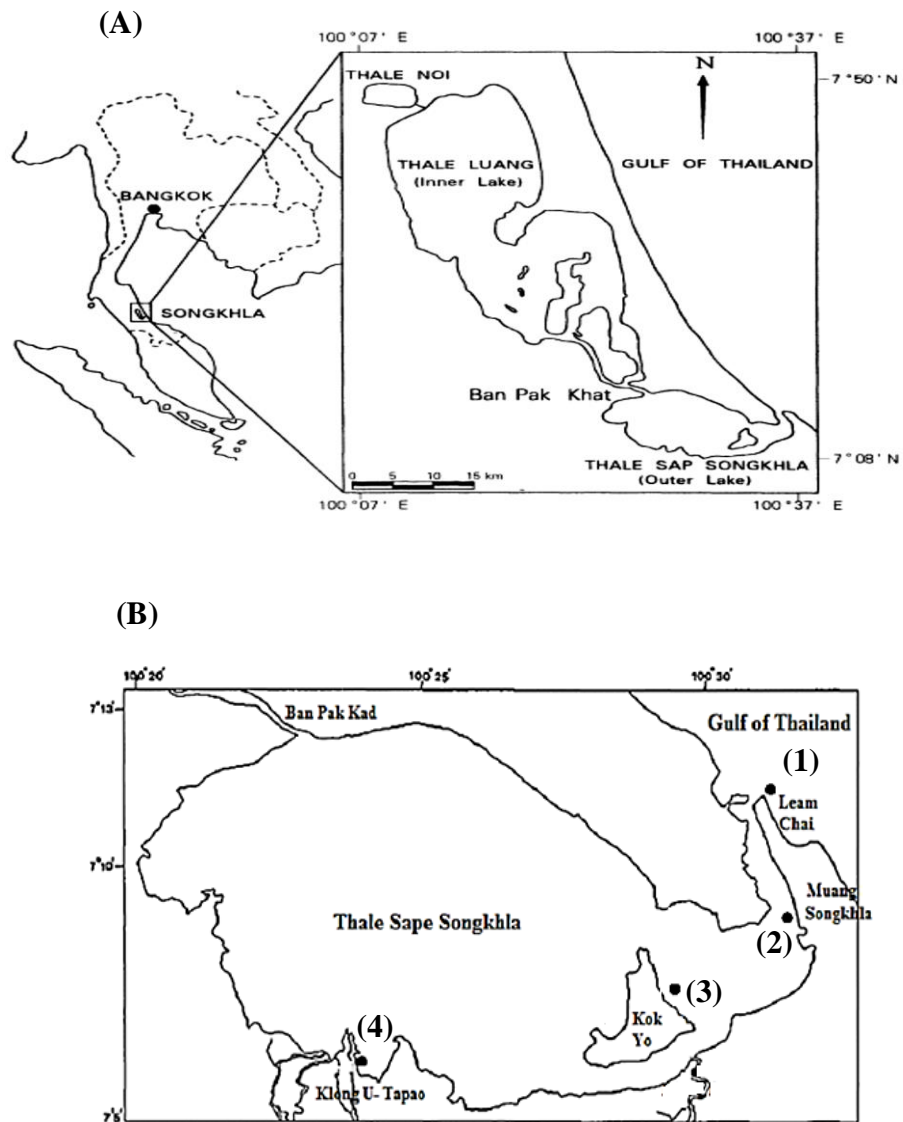 (A)
100°07' E
100°37' E
THALE NOI
N
7°50'N
THALE LUANG
(Inner Lake)
GULF OF THAILAND
BANGKOK
SONGKHLA
Ban Pak Khat
THALE SAP SONGKHLA
(Outer Lake)
7°08'N
0 5 10 15 km
100°07' E
100°37' E
(B)
100°20'
100°25'
100°30'
7°13'
Ban Pak Kad
Gulf of Thailand
(1)
Leam
Chai
7°10'
Muang
Songkhla
Thale Sape Songkhla
(2)
(3)
Kok
Yo
(4)
Klong U- Tapao
7°5'